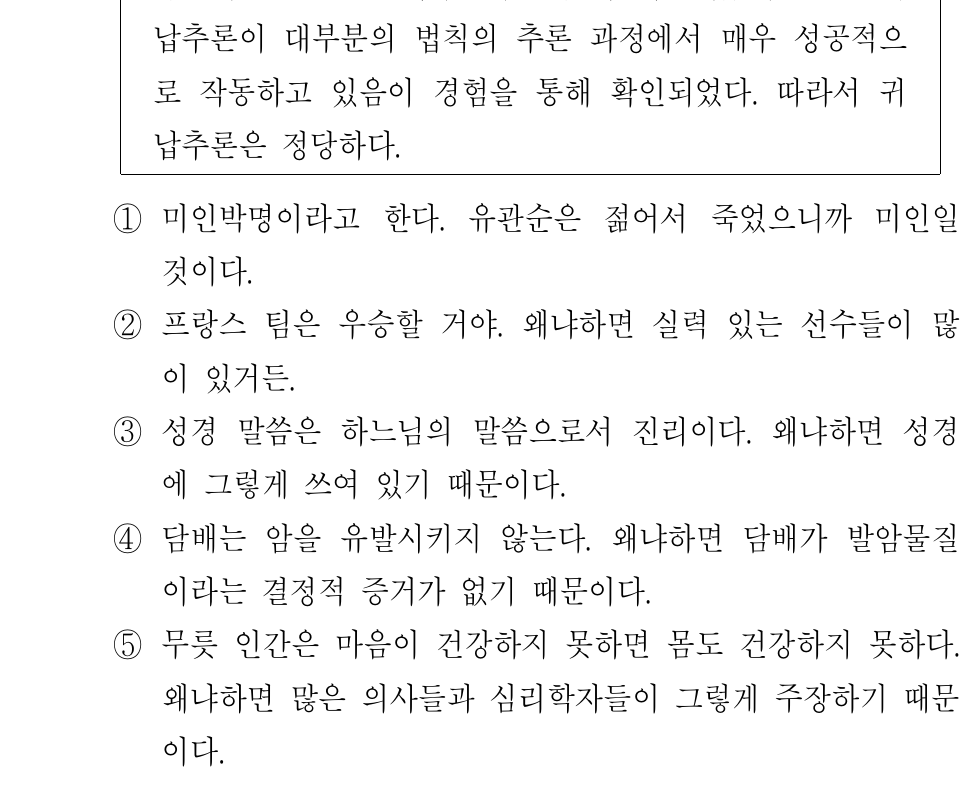 납추론이 대부분의 법칙의 추론 과정에서 매우 성공적으
로 작동하고 있음이 경험을 통해 확인되었다. 따라서 귀
납추론은 정당하다.
① 미인박명이라고 한다. 유관순은 젊어서 죽었으니까 미인일
것이다.
② 프랑스 팀은 우승할 거야. 왜냐하면 실력 있는 선수들이 많
이 있거든.
③ 성경 말씀은 하느님의 말씀으로서 진리이다. 왜냐하면 성경
에 그렇게 쓰여 있기 때문이다.
④ 담배는 암을 유발시키지 않는다. 왜냐하면 담배가 발암물질
이라는 결정적 증거가 없기 때문이다.
⑤ 무릇 인간은 마음이 건강하지 못하면 몸도 건강하지 못하다.
왜냐하면 많은 의사들과 심리학자들이 그렇게 주장하기 때문
이다.